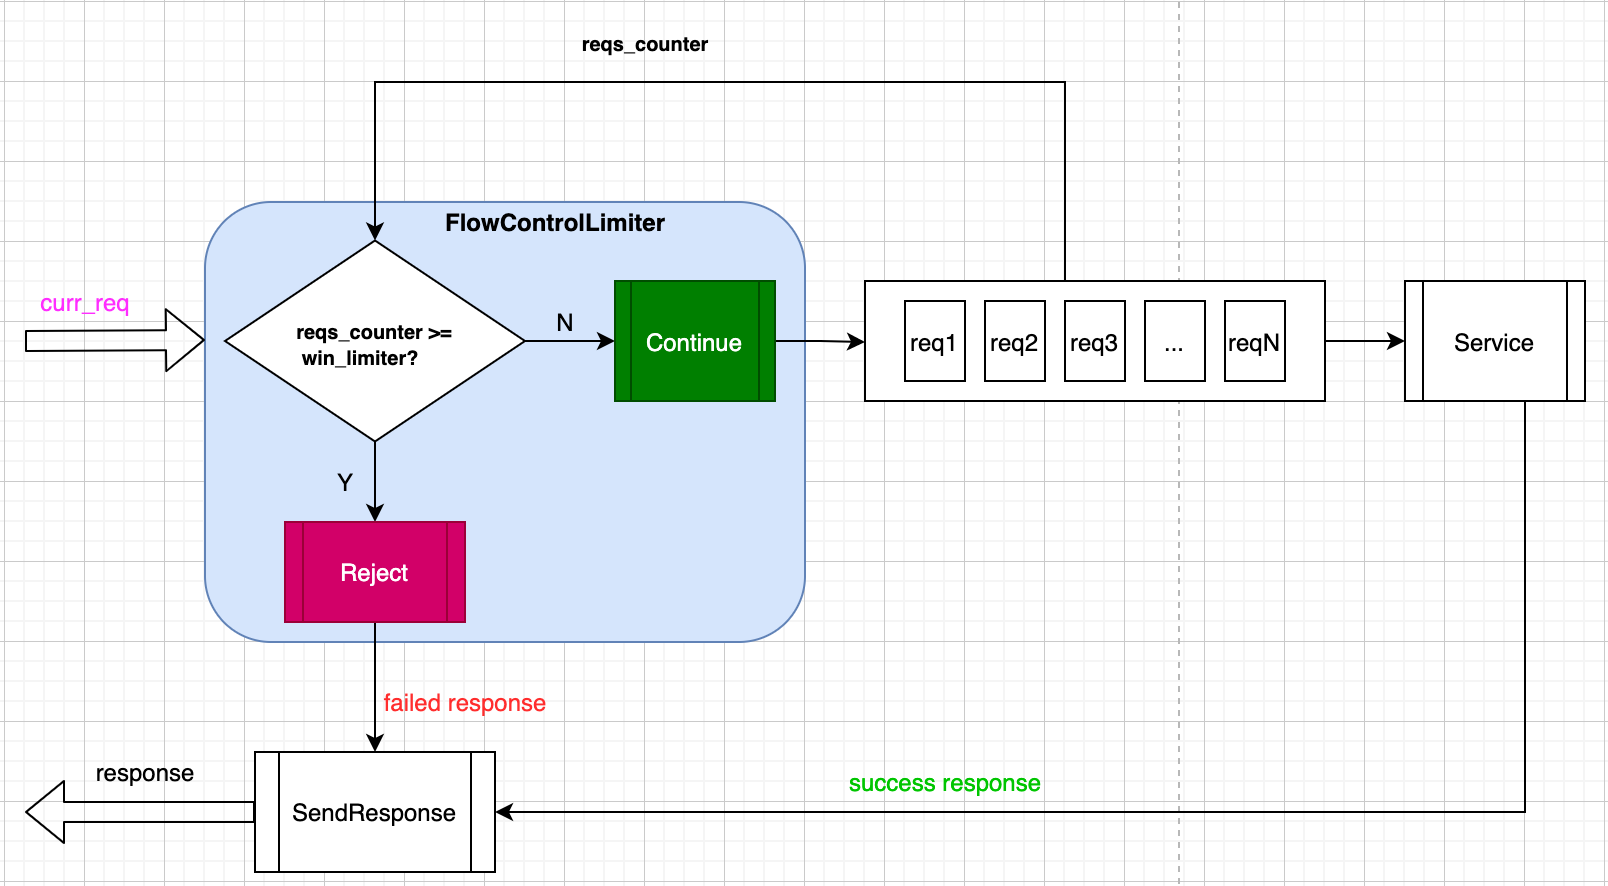 reqs_counter
FlowControlLimiter
curr_req
reqs_counter >=
win_limiter?
N
Continue
req1
req2
req3
...
reqN
Service
Y
Reject
failed response
response
success response
SendResponse